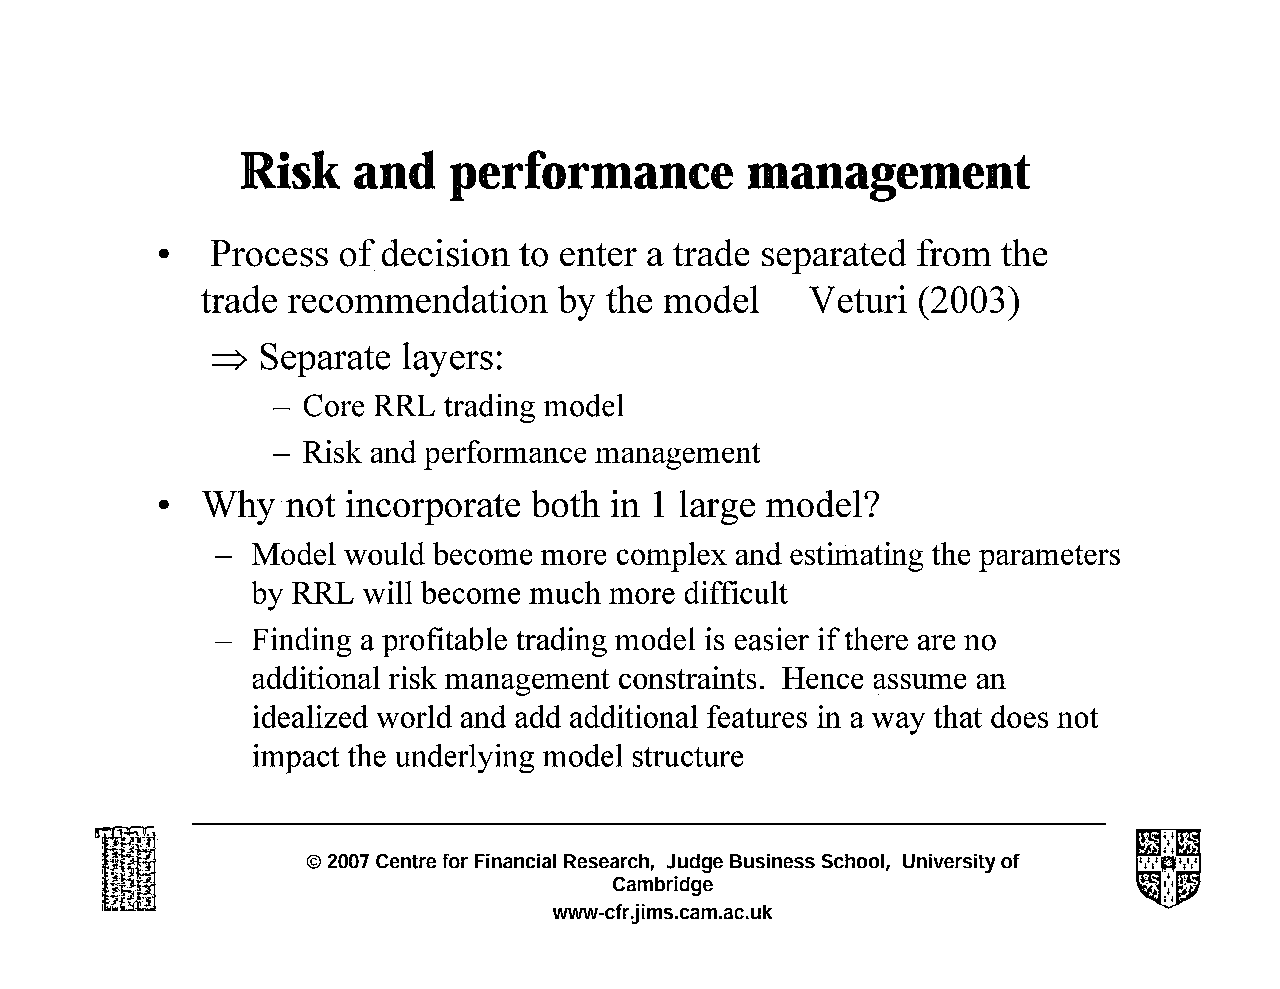 Risk and performance management
• Process of decision to enter a trade separated from the
trade recommendation by the model Veturi (2003)
⇒ Separate layers:
– Core RRL trading model
– Risk and performance management
• Why not incorporate both in 1 large model?
– Model would become more complex and estimating the parameters
by RRL will become much more difficult
– Finding a profitable trading model is easier if there are no
additional risk management constraints. Hence assume an
idealized world and add additional features in a way that does not
impact the underlying model structure
© 2007 Centre for Financial Research, Judge Business School, University of
Cambridge
www-cfr.jims.cam.ac.uk